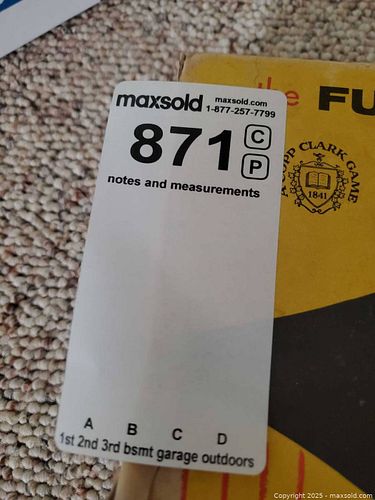 maxsold maxsold.com
1-877-257-7799
871 C
P
notes and measurements
A B C D
1st 2nd 3rd bsmt garage outdoors
the FU
CLARK GAME
1841
Copyright 2025 - maxsold.com